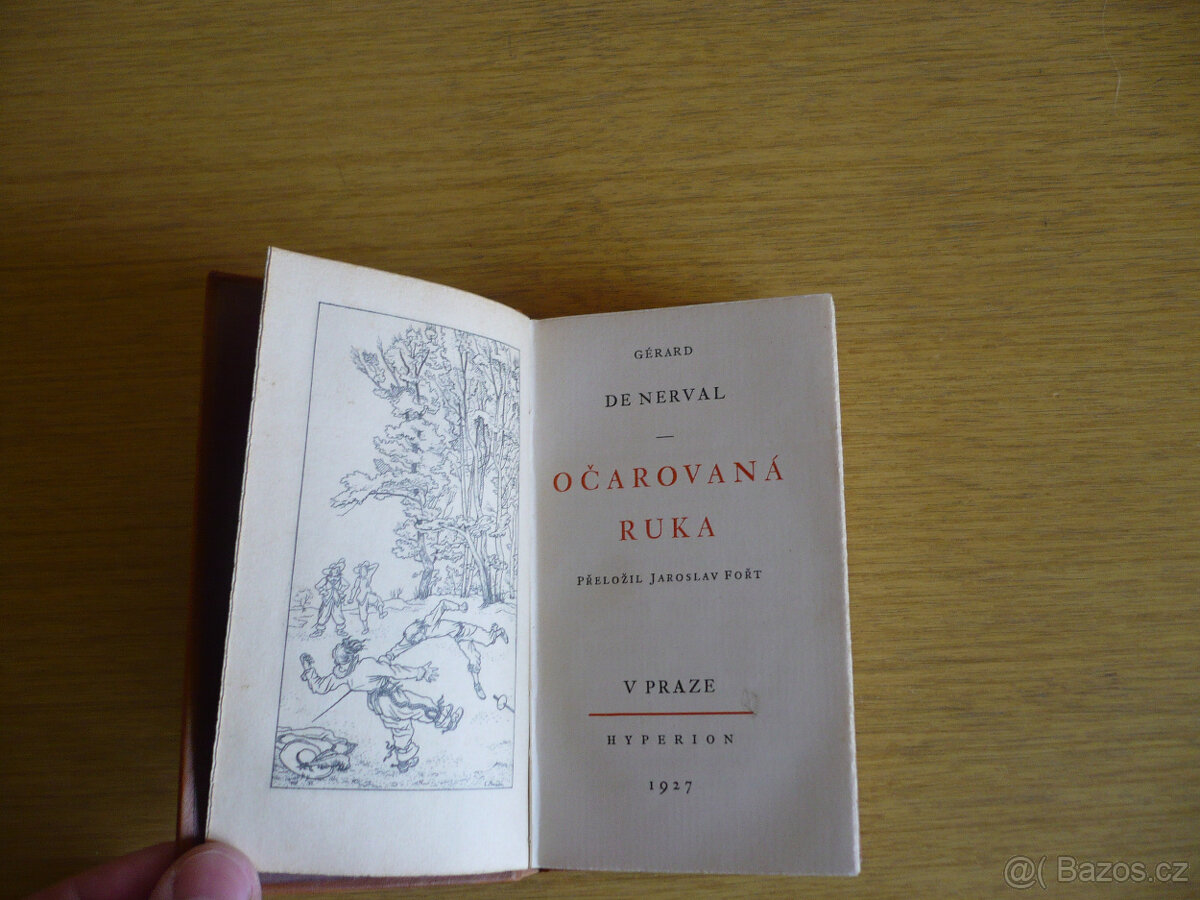 GÉRARD
DE NERVAL
—
OČAROVANÁ
RUKA
PŘELOŽIL JAROSLAV FOŘT
V PRAZE
HYPERION
1927
@( Bazos.cz